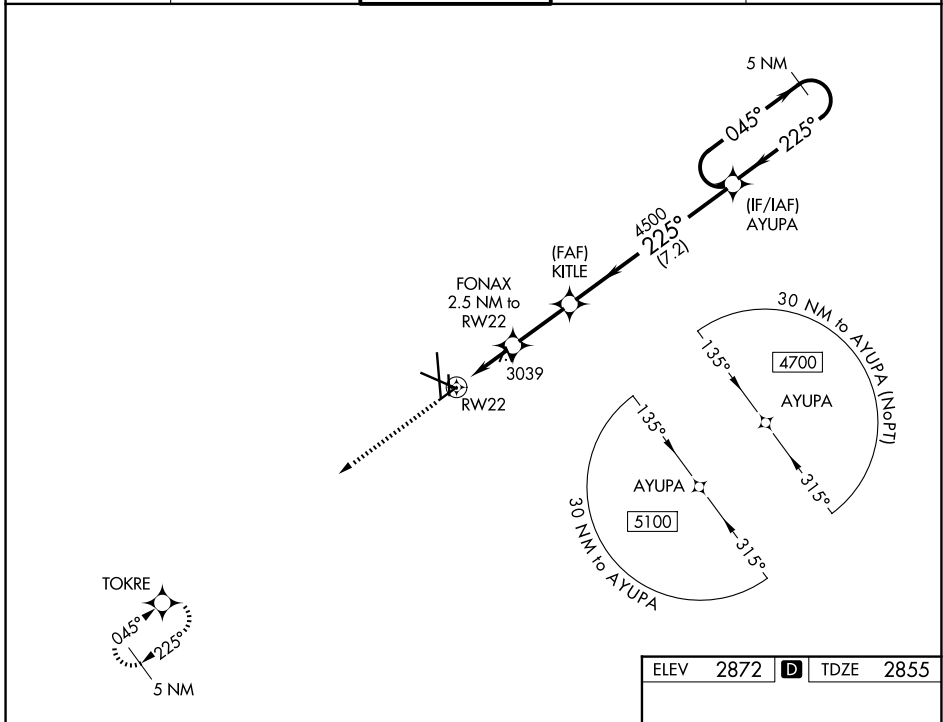 5 NM
045°
225°
(IF/IAF)
AYUPA
4500
225°
(7.2)
(FAF)
KITLE
FONAX
2.5 NM to
RW22
3039
RW22
30 NM to AYUPA (NoPT)
135°
4700
AYUPA
315°
135°
AYUPA
5100
315°
30 NM to AYUPA
TOKRE
045°
225°
5 NM
ELEV 2872 D TDZE 2855